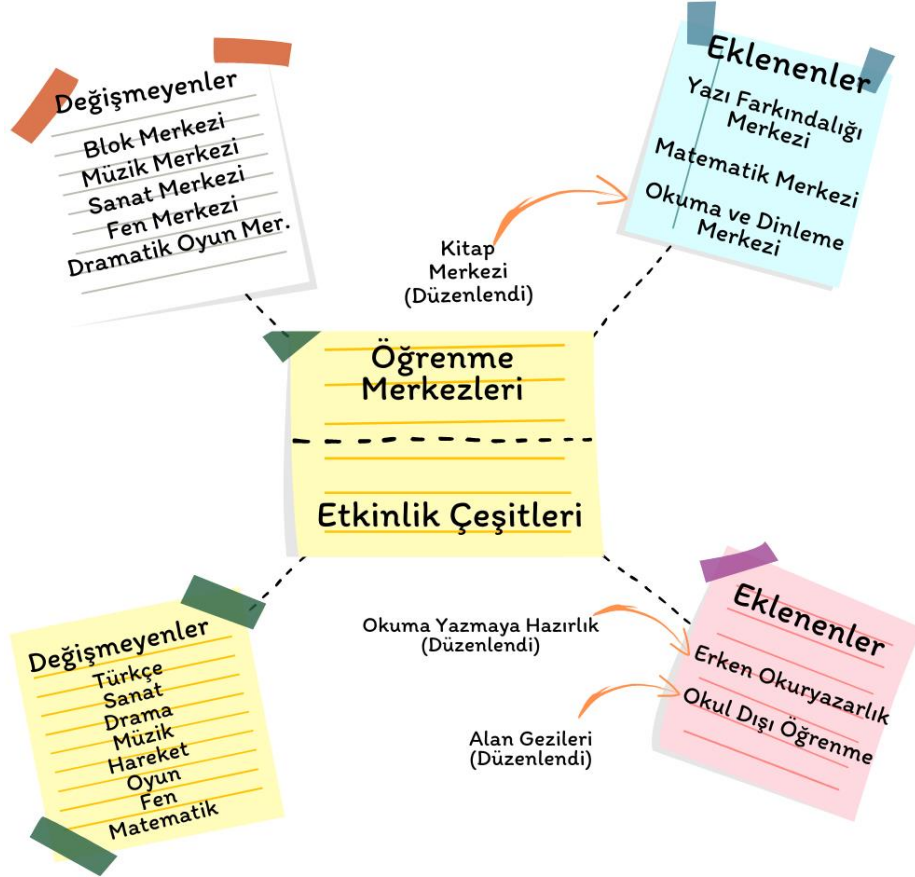 Değişmeyenler
Blok Merkezi
Müzik Merkezi
Sanat Merkezi
Fen Merkezi
Dramatik Oyun Mer.
Eklenenler
Yazı Farkındalığı
Merkezi
Matematik Merkezi
Okuma ve Dinleme
Merkezi
Kitap
Merkezi
(Düzenlendi)
Öğrenme
Merkezleri
Etkinlik Çeşitleri
Değişmeyenler
Türkçe
Sanat
Drama
Müzik
Hareket
Oyun
Fen
Matematik
Okuma Yazmaya Hazırlık
(Düzenlendi)
Alan Gezileri
(Düzenlendi)
Eklenenler
Erken Okuryazarlık
Okul Dışı Öğrenme